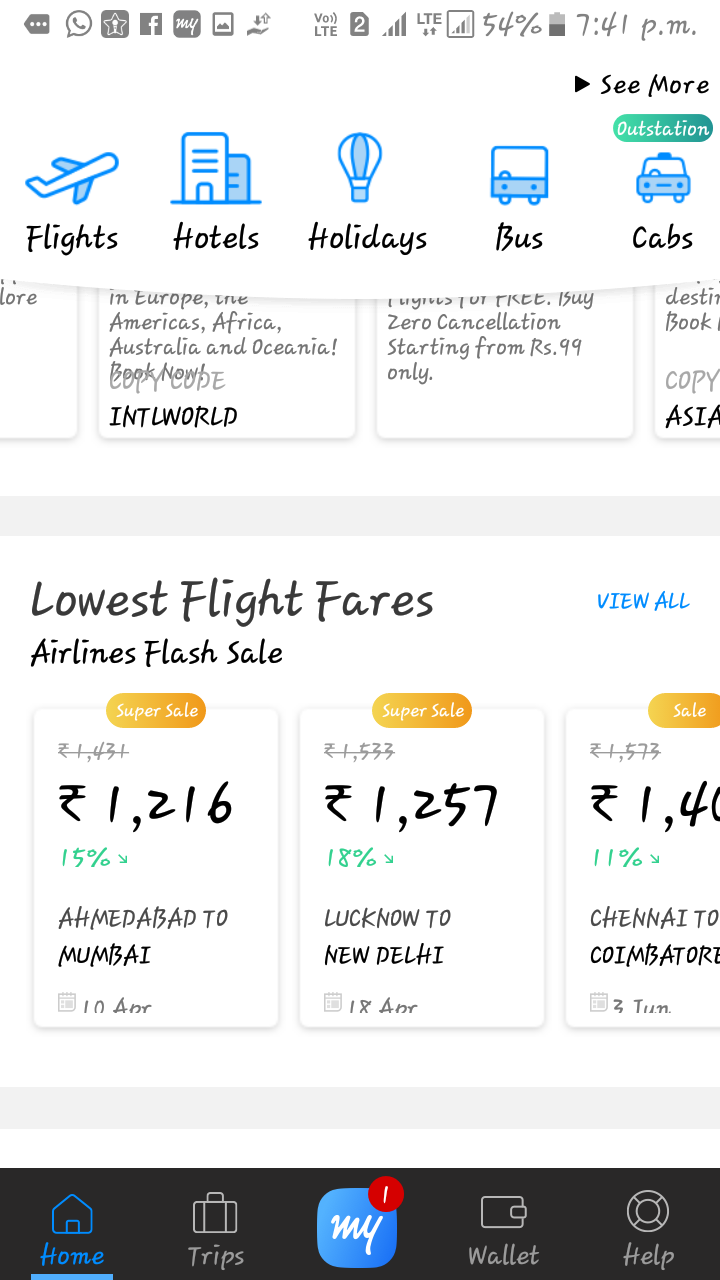 my Vo)) LTE 2 LTE 54% 7:41 p.m.
See More
Outstation
Flights Hotels Holidays Bus Cabs
lore
in Europe, the
Americas, Africa,
Australia and Oceania!
Book Now!
COPY CODE
INTLWORLD
Flights for FREE. Buy
Zero Cancellation
Starting from Rs.99
only.
destin
Book
COPY
ASIA
Lowest Flight Fares
VIEW ALL
Airlines Flash Sale
Super Sale
₹ 1,431
₹ 1,216
15%
AHMEDABAD TO
MUMBAI
10 Apr
Super Sale
₹ 1,533
₹ 1,257
18%
LUCKNOW TO
NEW DELHI
18 Apr
Sale
₹ 1,573
₹ 1,40
11%
CHENNAI TO
COIMBATORE
3 Jun
1
my
Home Trips Wallet Help